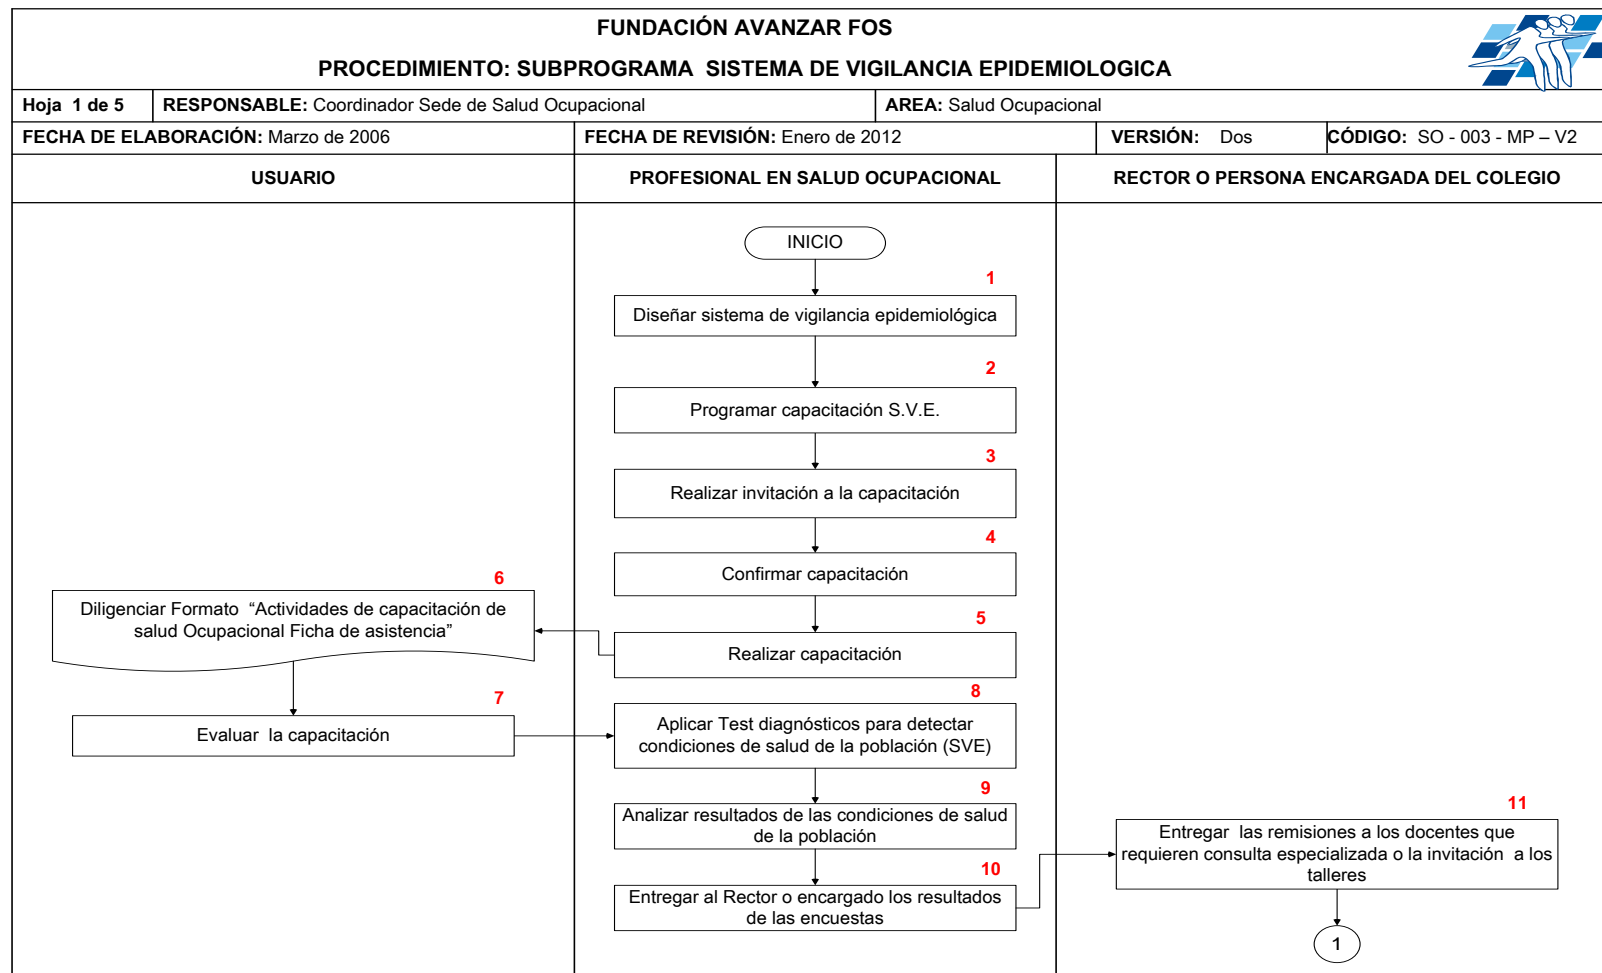 FUNDACIÓN AVANZAR FOS
PROCEDIMIENTO: SUBPROGRAMA SISTEMA DE VIGILANCIA EPIDEMIOLOGICA
Hoja 1 de 5
RESPONSABLE: Coordinador Sede de Salud Ocupacional
AREA: Salud Ocupacional
FECHA DE ELABORACIÓN: Marzo de 2006
FECHA DE REVISIÓN: Enero de 2012
VERSIÓN: Dos
CÓDIGO: SO - 003 - MP – V2
USUARIO
PROFESIONAL EN SALUD OCUPACIONAL
RECTOR O PERSONA ENCARGADA DEL COLEGIO
INICIO
1
Diseñar sistema de vigilancia epidemiológica
2
Programar capacitación S.V.E.
3
Realizar invitación a la capacitación
4
Confirmar capacitación
5
Realizar capacitación
6
Diligenciar Formato “Actividades de capacitación de
salud Ocupacional Ficha de asistencia”
7
Evaluar la capacitación
8
Aplicar Test diagnósticos para detectar
condiciones de salud de la población (SVE)
9
Analizar resultados de las condiciones de salud
de la población
10
Entregar al Rector o encargado los resultados
de las encuestas
11
Entregar las remisiones a los docentes que
requieren consulta especializada o la invitación a los
talleres
1